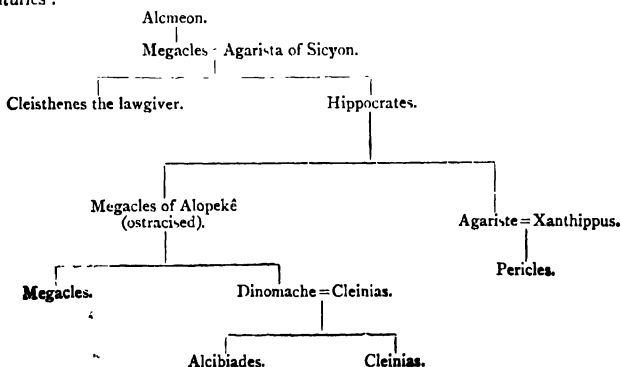 Alcmeon.
Megacles - Agarista of Sicyon.
Cleisthenes the lawgiver. Hippocrates.
Megacles of Alopekê
(ostracised). Agariste=Xanthippus.
Pericles.
Megacles. Dinomache=Cleinias.
Alcibiades. Cleinias.